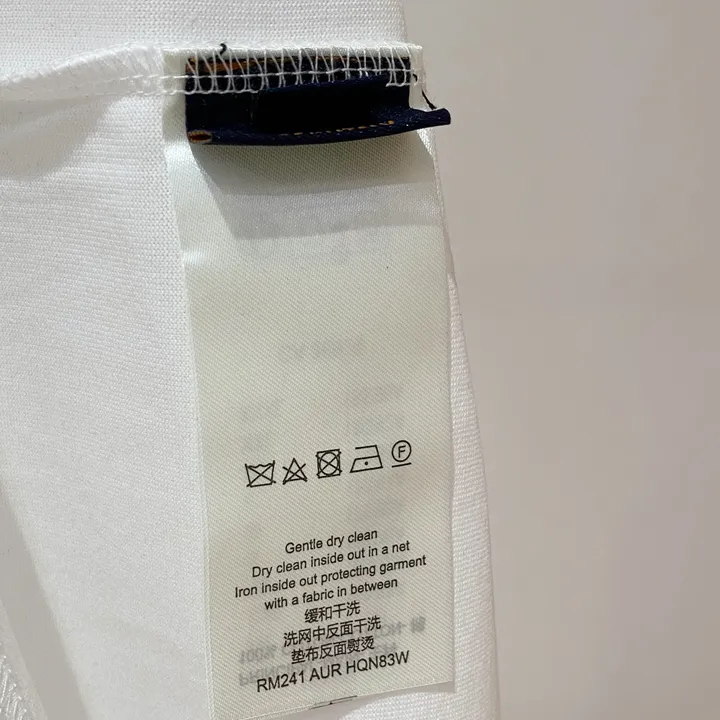 F
Gentle dry clean
Dry clean inside out in a net
Iron inside out protecting garment
with a fabric in between
缓和干洗
洗网中反面干洗
垫布反面熨烫
RM241 AUR HQN83W